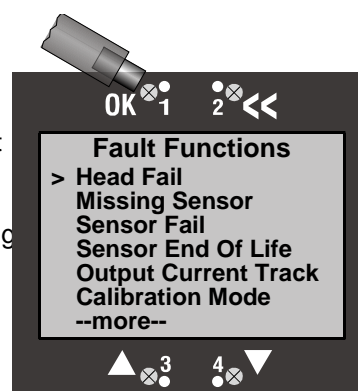 OK 1 2 <<
Fault Functions
> Head Fail
Missing Sensor
Sensor Fail
Sensor End Of Life
Output Current Track
Calibration Mode
--more--
3 4